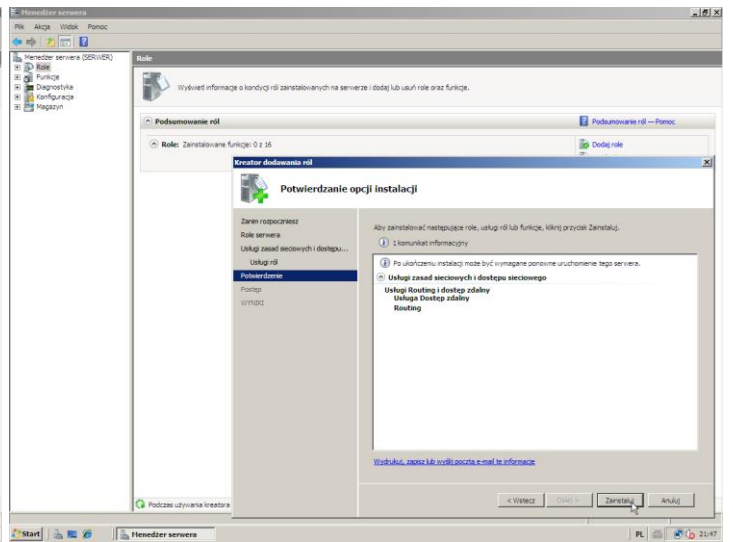 Menedżer serwera
Plik Akcja Widok Pomoc
Menedżer serwera (SERWER)
Role
Funkcje
Diagnostyka
Konfiguracja
Magazyn
Role
Wyświetl informacje o kondycji ról zainstalowanych na serwerze i dodaj lub usuń role oraz funkcje.
Podsumowanie ról
Podsumowanie ról — Pomoc
Role: Zainstalowane funkcje: 0 z 16
Dodaj role
Kreator dodawania ról
Potwierdzanie opcji instalacji
Zanim rozpoczniesz
Role serwera
Usługi zasad sieciowych i dostępu...
Usługi ról
Potwierdzenie
Postęp
Wyniki
Aby zainstalować następujące role, usługi ról lub funkcje, kliknij przycisk Zainstaluj.
1 komunikat informacyjny
Po ukończeniu instalacji może być wymagane ponowne uruchomienie tego serwera.
Usługi zasad sieciowych i dostępu sieciowego
Usługi Routing i dostęp zdalny
Usługa Dostęp zdalny
Routing
Wydrukuj, zapisz lub wyślij pocztą e-mail te informacje
< Wstecz Dalej > Zainstaluj Anuluj
Podczas używania kreatora
Start Menedżer serwera PL 21:47